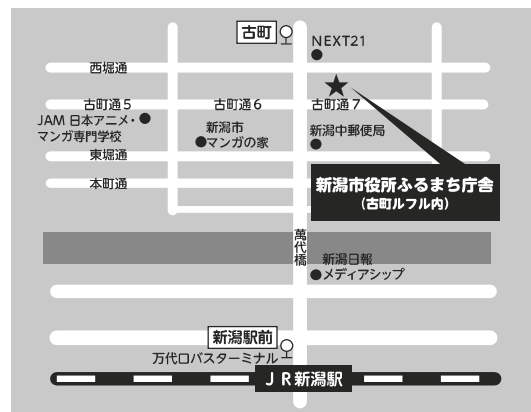 古町
NEXT21
西堀通
古町通5
古町通6
古町通7
JAM 日本アニメ・
マンガ専門学校
新潟市
マンガの家
新潟中郵便局
東堀通
本町通
新潟市役所ふるまち庁舎
(古町ルフル内)
萬代橋
新潟日報
メディアシップ
新潟駅前
万代口バスターミナル
JR新潟駅